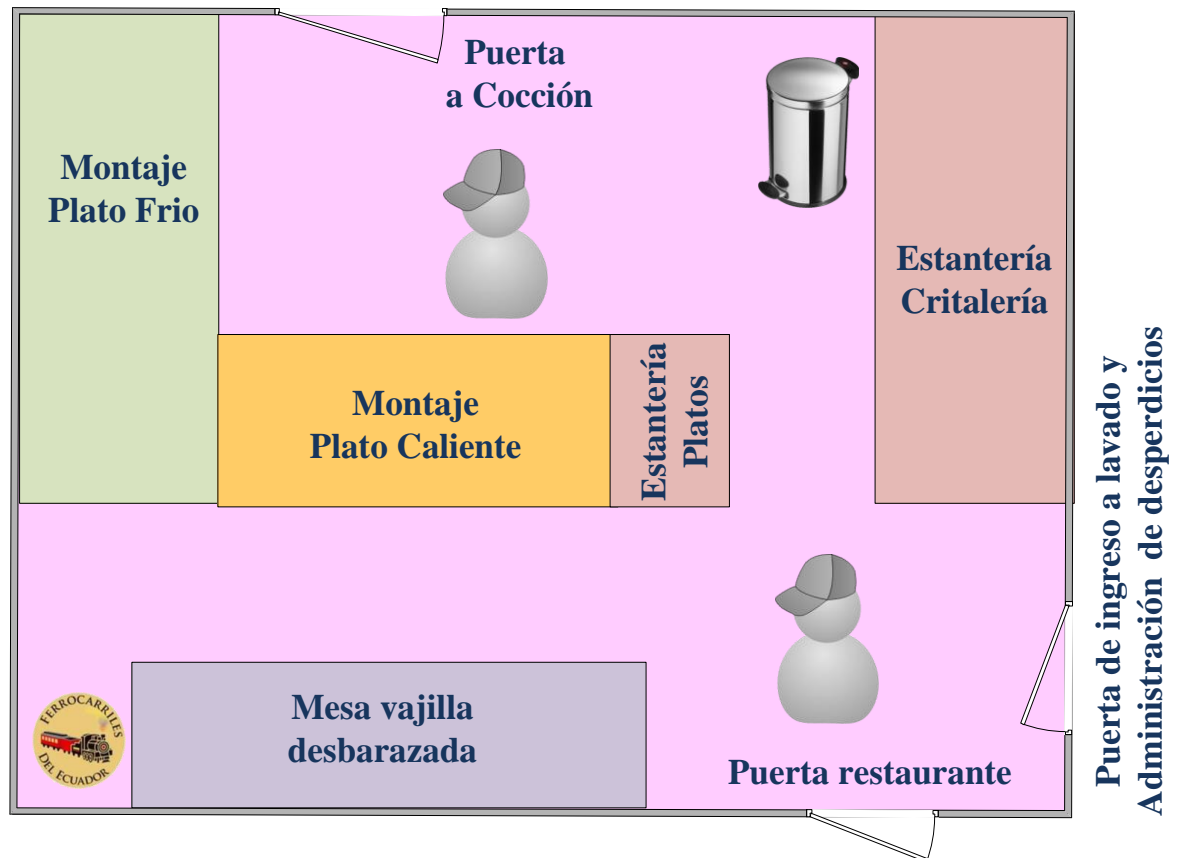 Puerta
a Cocción
Montaje
Plato Frio
Estantería
Critalería
Montaje
Plato Caliente
Estantería
Platos
Puerta de ingreso a lavado y
Administración de desperdicios
Mesa vajilla
desbarazada
Puerta restaurante
FERROCARRILES
DEL ECUADOR